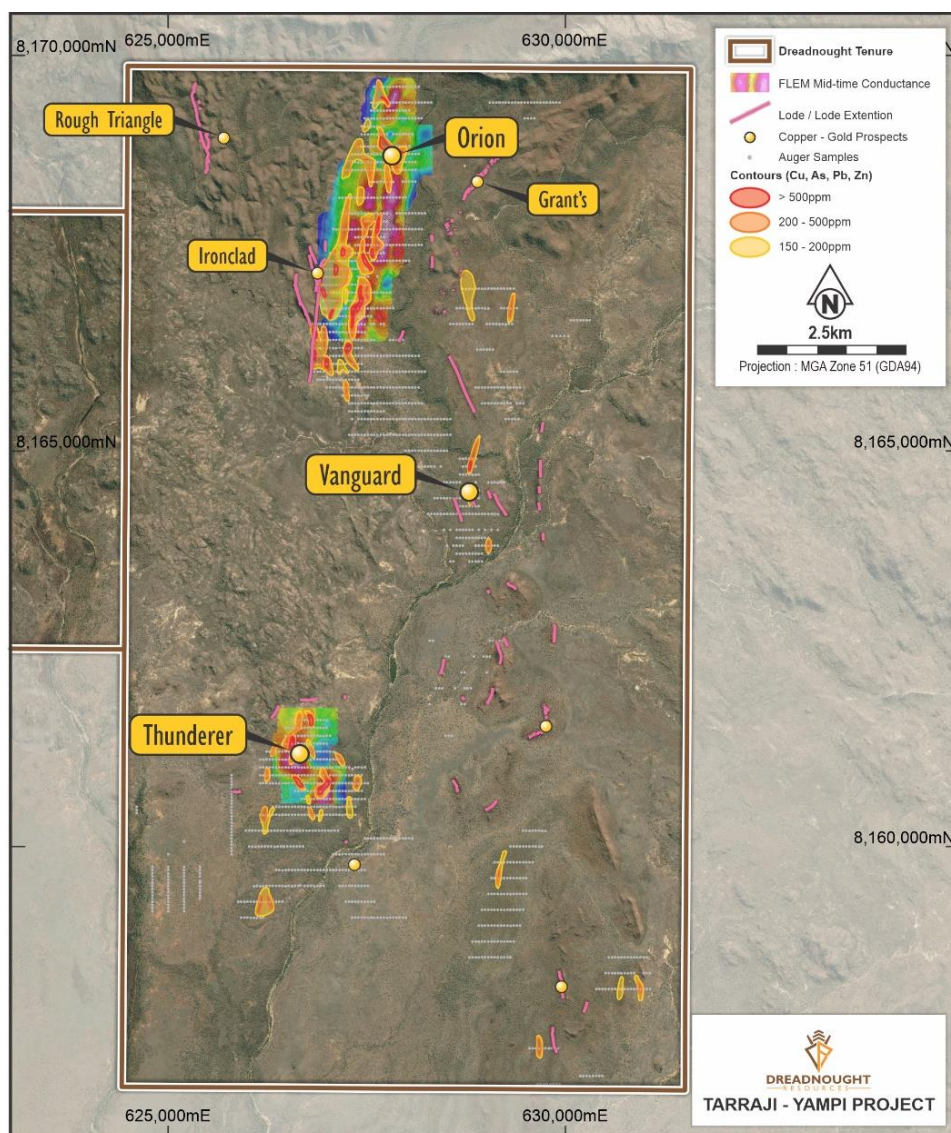 625,000mE
630,000mE
8,170,000mN
Rough Triangle
Orion
Grant's
Ironclad
8,165,000mN
8,165,000mN
Vanguard
Thunderer
8,160,000mN
625,000mE
630,000mE
Dreadnought Tenure
FLEM Mid-time Conductance
Lode / Lode Extention
Copper - Gold Prospects
Auger Samples
Contours (Cu, As, Pb, Zn)
> 500ppm
200 - 500ppm
150 - 200ppm
N
2.5km
Projection : MGA Zone 51 (GDA94)
DREADNOUGHT
RESOURCES
TARRAJI - YAMPI PROJECT